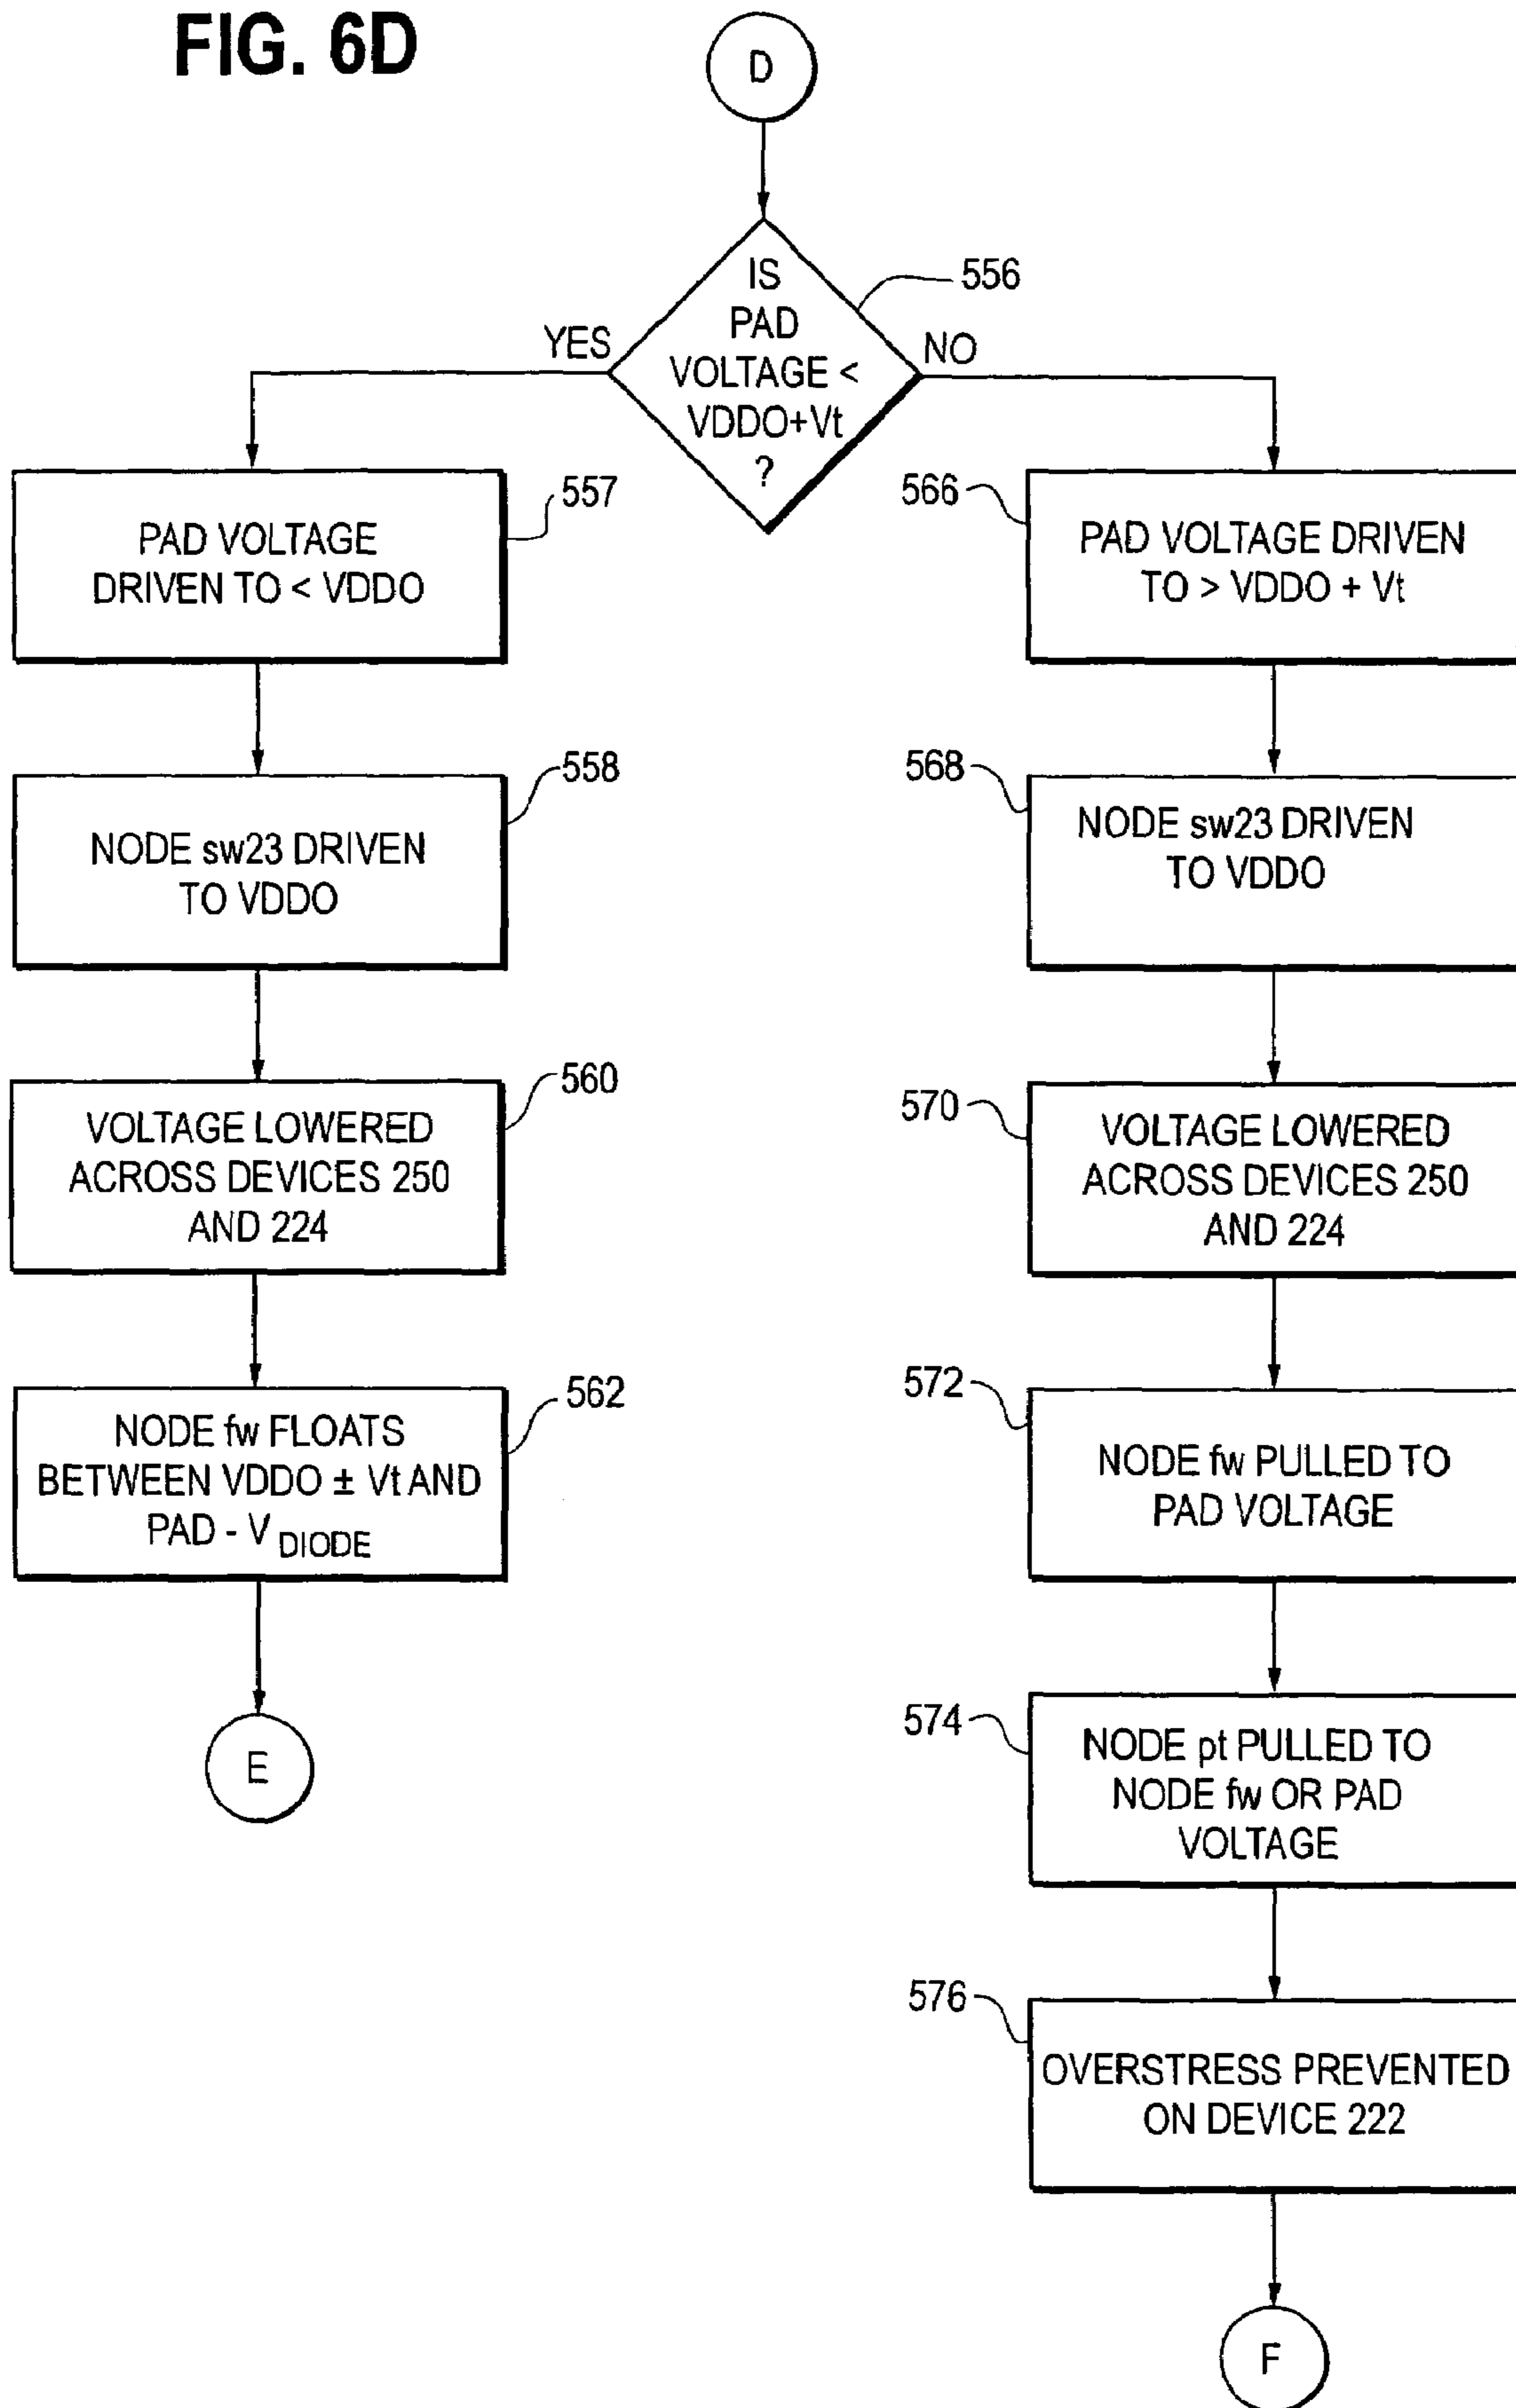 FIG. 6D
D
IS
PAD
VOLTAGE <
VDDO+Vt
?
556
YES
NO
PAD VOLTAGE
DRIVEN TO < VDDO
557
NODE sw23 DRIVEN
TO VDDO
558
VOLTAGE LOWERED
ACROSS DEVICES 250
AND 224
560
NODE fw FLOATS
BETWEEN VDDO ± Vt AND
PAD - V DIODE
562
E
566
PAD VOLTAGE DRIVEN
TO > VDDO + Vt
568
NODE sw23 DRIVEN
TO VDDO
570
VOLTAGE LOWERED
ACROSS DEVICES 250
AND 224
572
NODE fw PULLED TO
PAD VOLTAGE
574
NODE pt PULLED TO
NODE fw OR PAD
VOLTAGE
576
OVERSTRESS PREVENTED
ON DEVICE 222
F